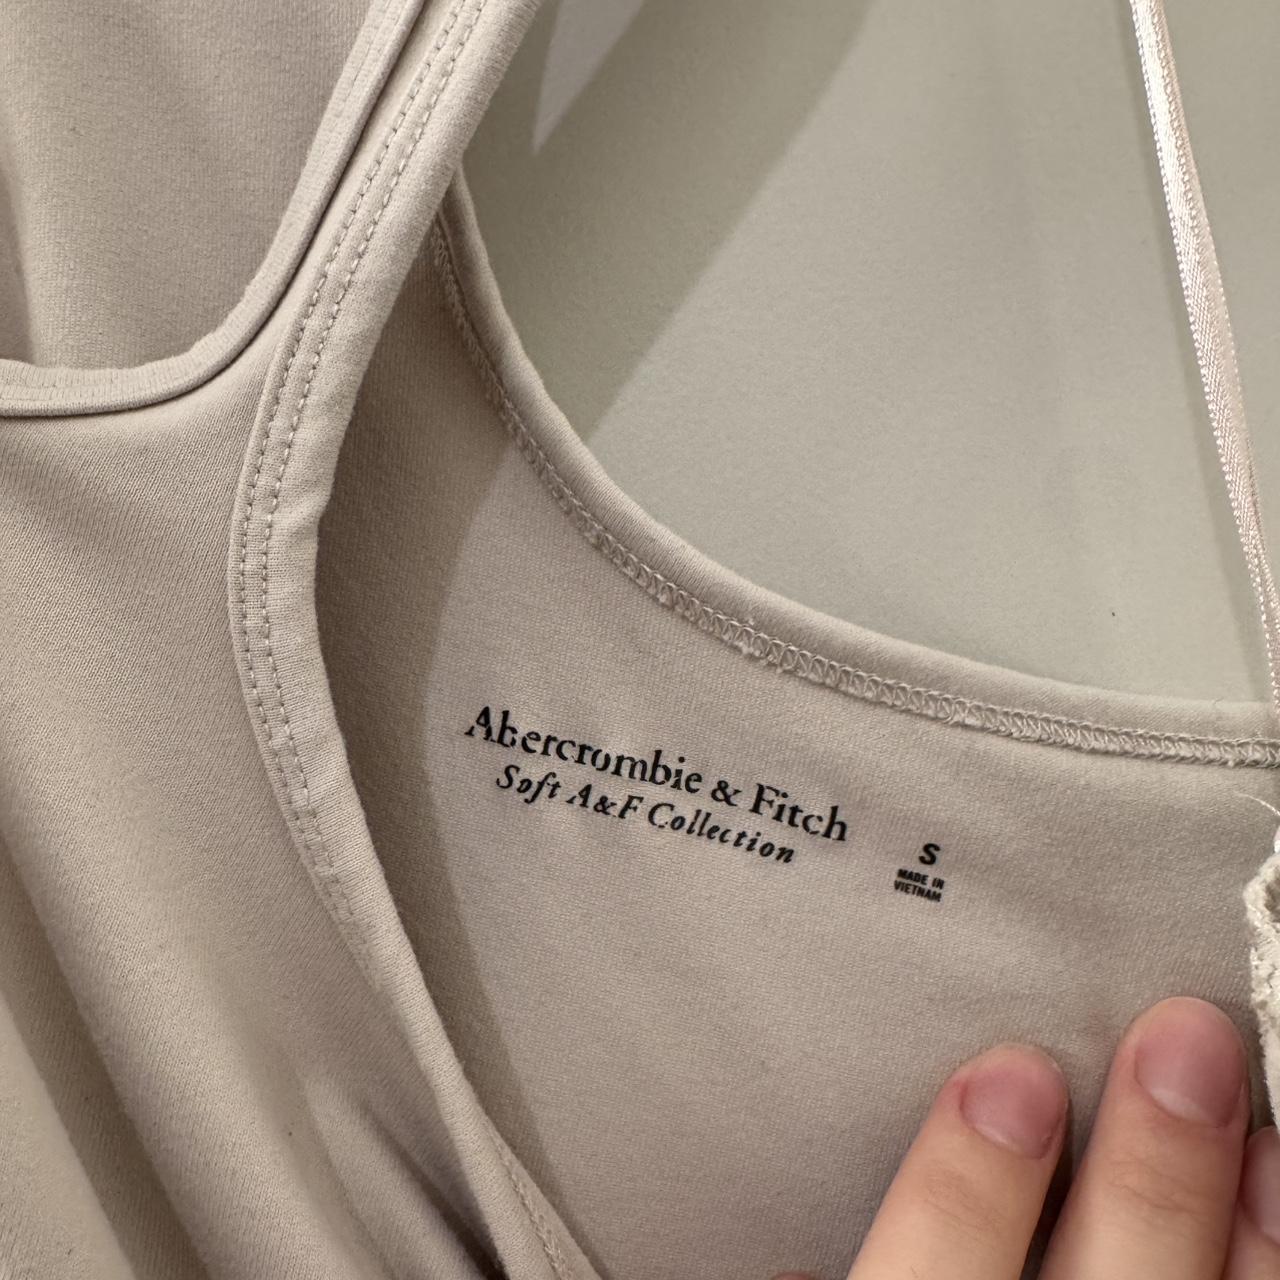 Abercrombie & Fitch
Soft A&F Collection
S
MADE IN
VIETNAM